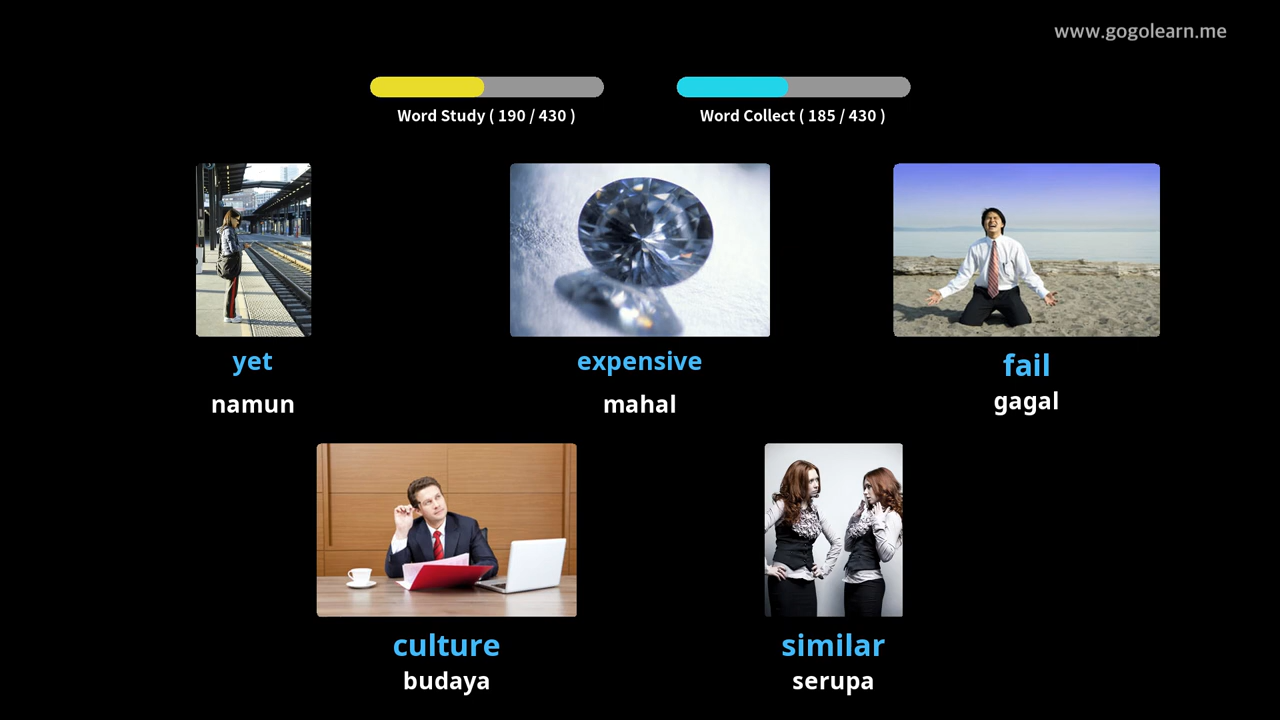 www.gogolearn.me
Word Study ( 190 / 430 )
Word Collect ( 185 / 430 )
yet
namun
expensive
mahal
fail
gagal
culture
budaya
similar
serupa